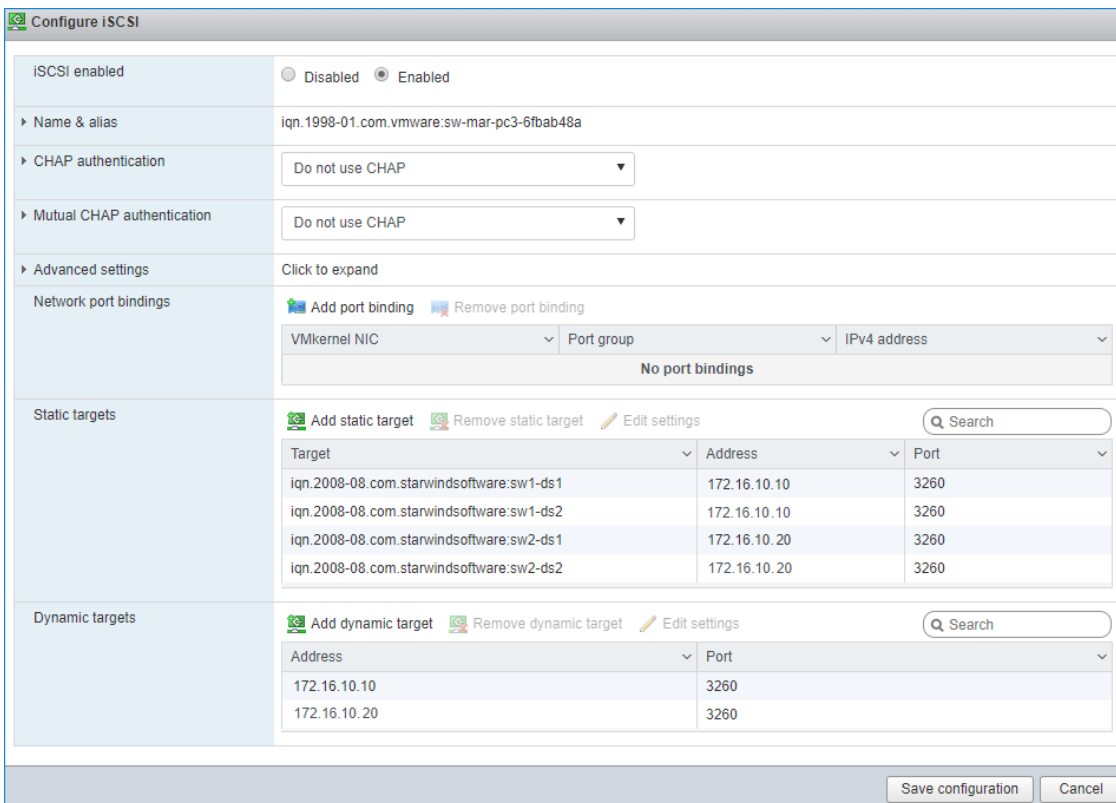 Configure iSCSI
iSCSI enabled
Disabled Enabled
Name & alias iqn.1998-01.com.vmware:sw-mar-pc3-6fbab48a
CHAP authentication Do not use CHAP
Mutual CHAP authentication Do not use CHAP
Advanced settings Click to expand
Network port bindings
Add port binding Remove port binding
VMkernel NIC Port group IPv4 address
No port bindings
Static targets
Add static target Remove static target Edit settings Search
Target Address Port
iqn.2008-08.com.starwindsoftware:sw1-ds1 172.16.10.10 3260
iqn.2008-08.com.starwindsoftware:sw1-ds2 172.16.10.10 3260
iqn.2008-08.com.starwindsoftware:sw2-ds1 172.16.10.20 3260
iqn.2008-08.com.starwindsoftware:sw2-ds2 172.16.10.20 3260
Dynamic targets
Add dynamic target Remove dynamic target Edit settings Search
Address Port
172.16.10.10 3260
172.16.10.20 3260
Save configuration Cancel